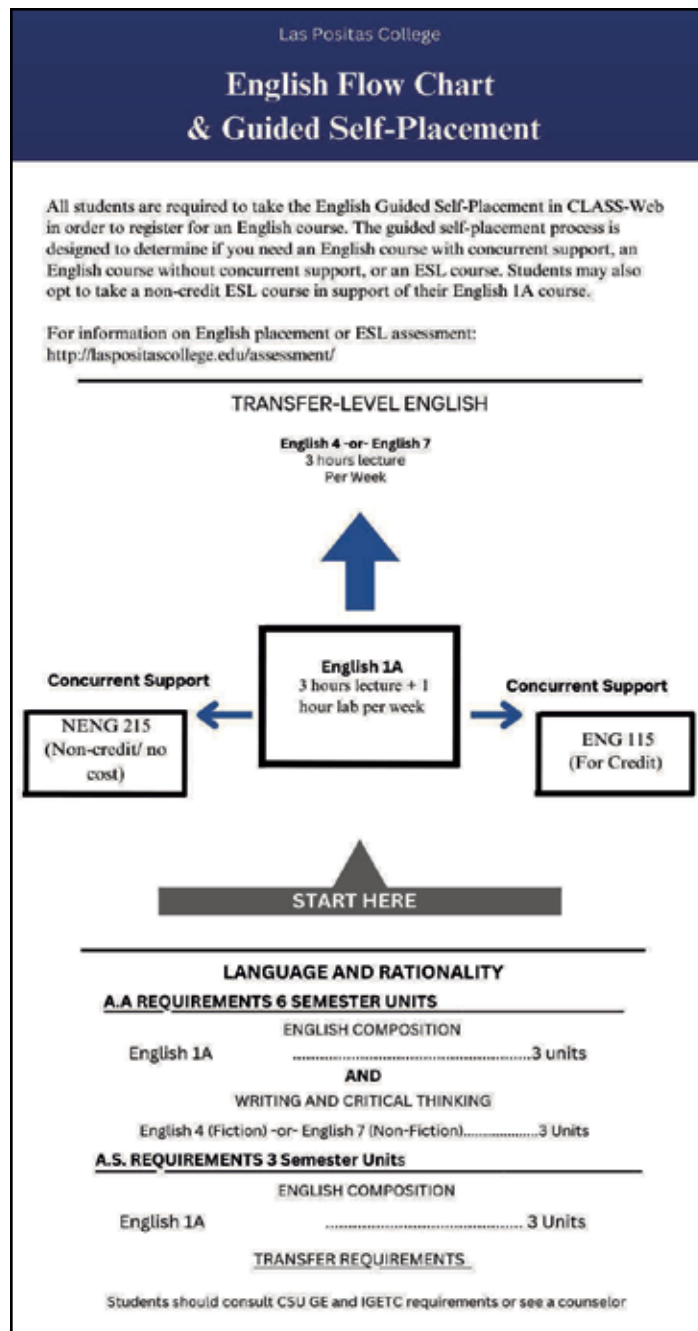 Las Positas College
English Flow Chart
& Guided Self-Placement
All students are required to take the English Guided Self-Placement in CLASS-Web
in order to register for an English course. The guided self-placement process is
designed to determine if you need an English course with concurrent support, an
English course without concurrent support, or an ESL course. Students may also
opt to take a non-credit ESL course in support of their English 1A course.
For information on English placement or ESL assessment:
http://laspositascollege.edu/assessment/
TRANSFER-LEVEL ENGLISH
English 4 -or- English 7
3 hours lecture
Per Week
Concurrent Support
NENG 215
(Non-credit/ no
cost)
English 1A
3 hours lecture + 1
hour lab per week
Concurrent Support
ENG 115
(For Credit)
START HERE
LANGUAGE AND RATIONALITY
A.A REQUIREMENTS 6 SEMESTER UNITS
ENGLISH COMPOSITION
English 1A ........................................................3 units
AND
WRITING AND CRITICAL THINKING
English 4 (Fiction) -or- English 7 (Non-Fiction)..................3 Units
A.S. REQUIREMENTS 3 Semester Units
ENGLISH COMPOSITION
English 1A .............................................. 3 Units
TRANSFER REQUIREMENTS
Students should consult CSU GE and IGETC requirements or see a counselor